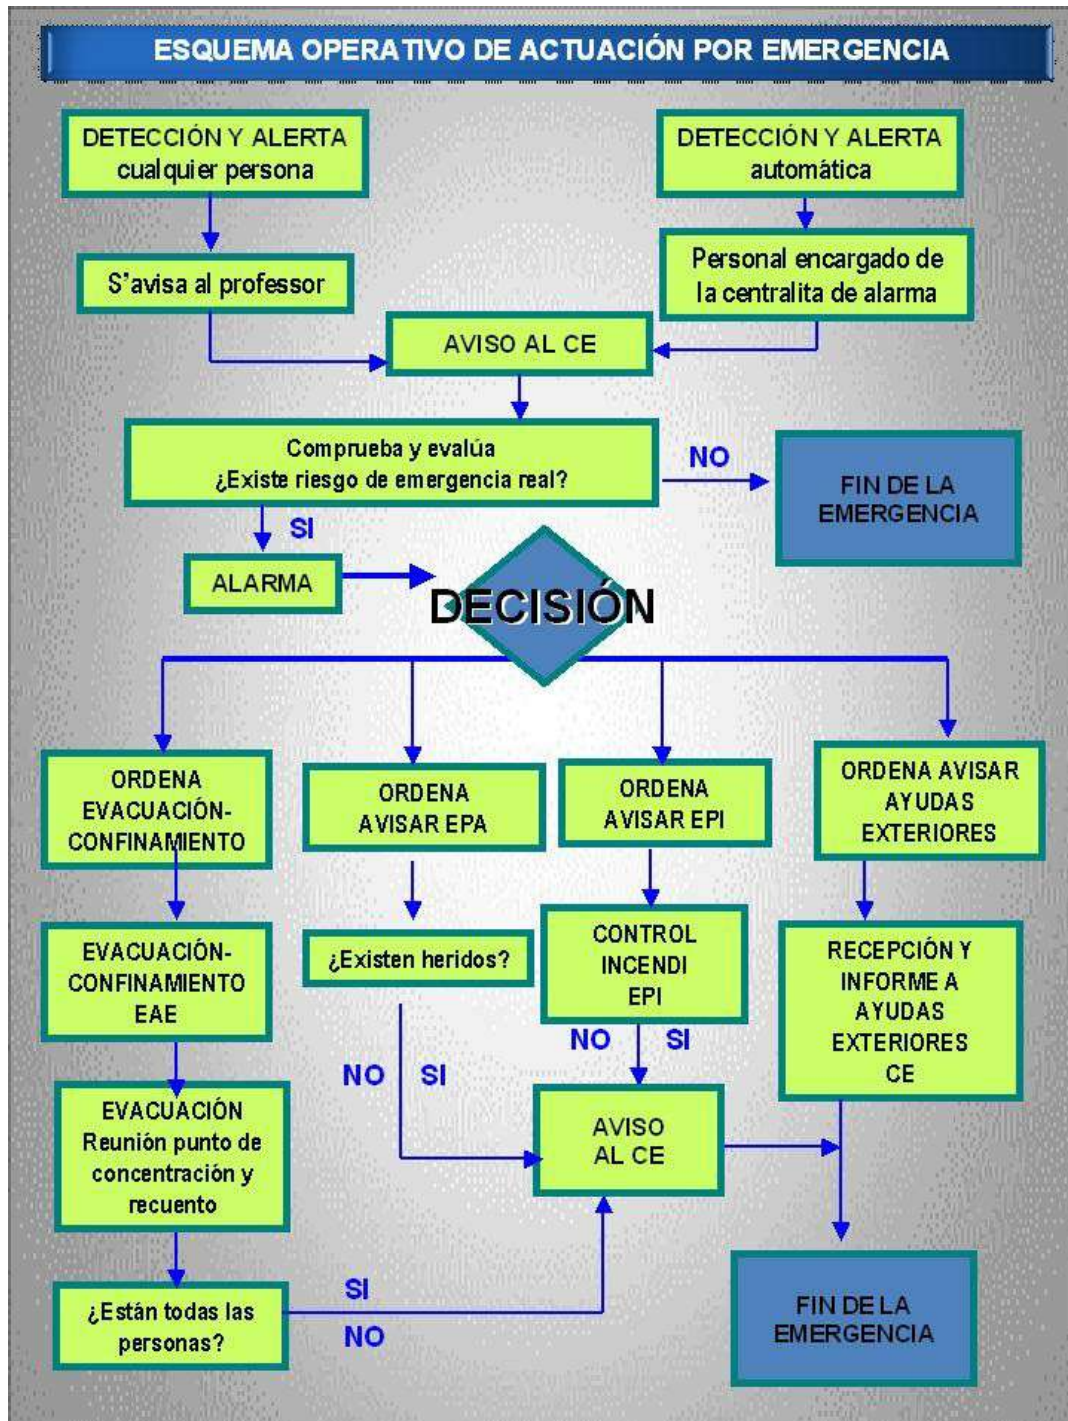 ESQUEMA OPERATIVO DE ACTUACIÓN POR EMERGENCIA
DETECCIÓN Y ALERTA
cualquier persona
DETECCIÓN Y ALERTA
automática
S'avisa al professor
Personal encargado de
la centralita de alarma
AVISO AL CE
Comprueba y evalúa
¿Existe riesgo de emergencia real?
NO
FIN DE LA
EMERGENCIA
SI
ALARMA
DECISIÓN
ORDENA
EVACUACIÓN-
CONFINAMIENTO
ORDENA
AVISAR EPA
ORDENA
AVISAR EPI
ORDENA AVISAR
AYUDAS
EXTERIORES
EVACUACIÓN-
CONFINAMIENTO
EAE
¿Existen heridos?
CONTROL
INCENDI
EPI
RECEPCIÓN Y
INFORME A
AYUDAS
EXTERIORES
CE
NO
SI
NO
SI
EVACUACIÓN
Reunión punto de
concentración y
recuento
AVISO
AL CE
¿Están todas las
personas?
SI
NO
FIN DE LA
EMERGENCIA